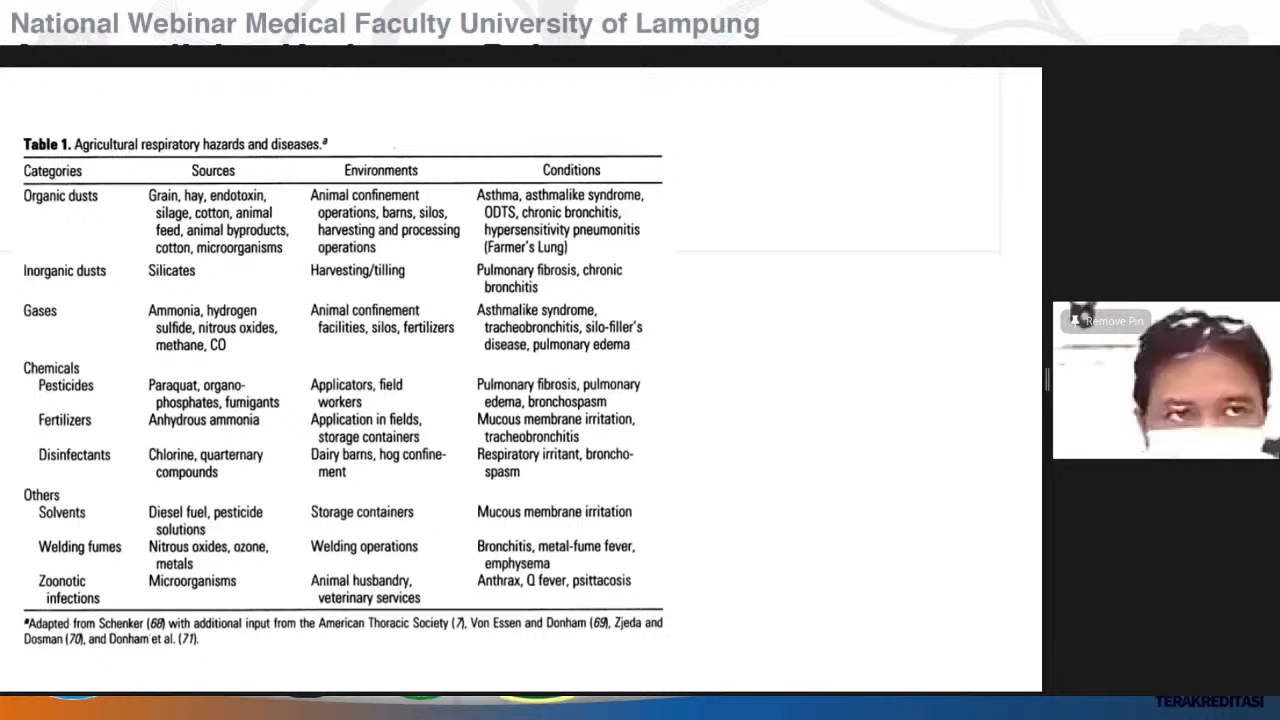 National Webinar Medical Faculty University of Lampung
Table 1. Agricultural respiratory hazards and diseases.a
Categories Sources Environments Conditions
Organic dusts Grain, hay, endotoxin, Animal confinement Asthma, asthmalike syndrome,
silage, cotton, animal operations, barns, silos, ODTS, chronic bronchitis,
feed, animal byproducts, harvesting and processing hypersensitivity pneumonitis
cotton, microorganisms operations (Farmer's Lung)
Inorganic dusts Silicates Harvesting/tilling Pulmonary fibrosis, chronic
bronchitis
Gases Ammonia, hydrogen Animal confinement Asthmalike syndrome,
sulfide, nitrous oxides, facilities, silos, fertilizers tracheobronchitis, silo-filler's
methane, CO disease, pulmonary edema
Chemicals
Pesticides Paraquat, organo- Applicators, field Pulmonary fibrosis, pulmonary
phosphates, fumigants workers edema, bronchospasm
Fertilizers Anhydrous ammonia Application in fields, Mucous membrane irritation,
storage containers tracheobronchitis
Disinfectants Chlorine, quarternary Dairy barns, hog confine- Respiratory irritant, broncho-
compounds ment spasm
Others
Solvents Diesel fuel, pesticide Storage containers Mucous membrane irritation
solutions
Welding fumes Nitrous oxides, ozone, Welding operations Bronchitis, metal-fume fever,
metals emphysema
Zoonotic Microorganisms Animal husbandry, Anthrax, Q fever, psittacosis
infections veterinary services
aAdapted from Schenker (68) with additional input from the American Thoracic Society (7), Von Essen and Donham (69), Zjeda and
Dosman (70), and Donham et al. (71).
Remove Pin
TERAKREDITASI